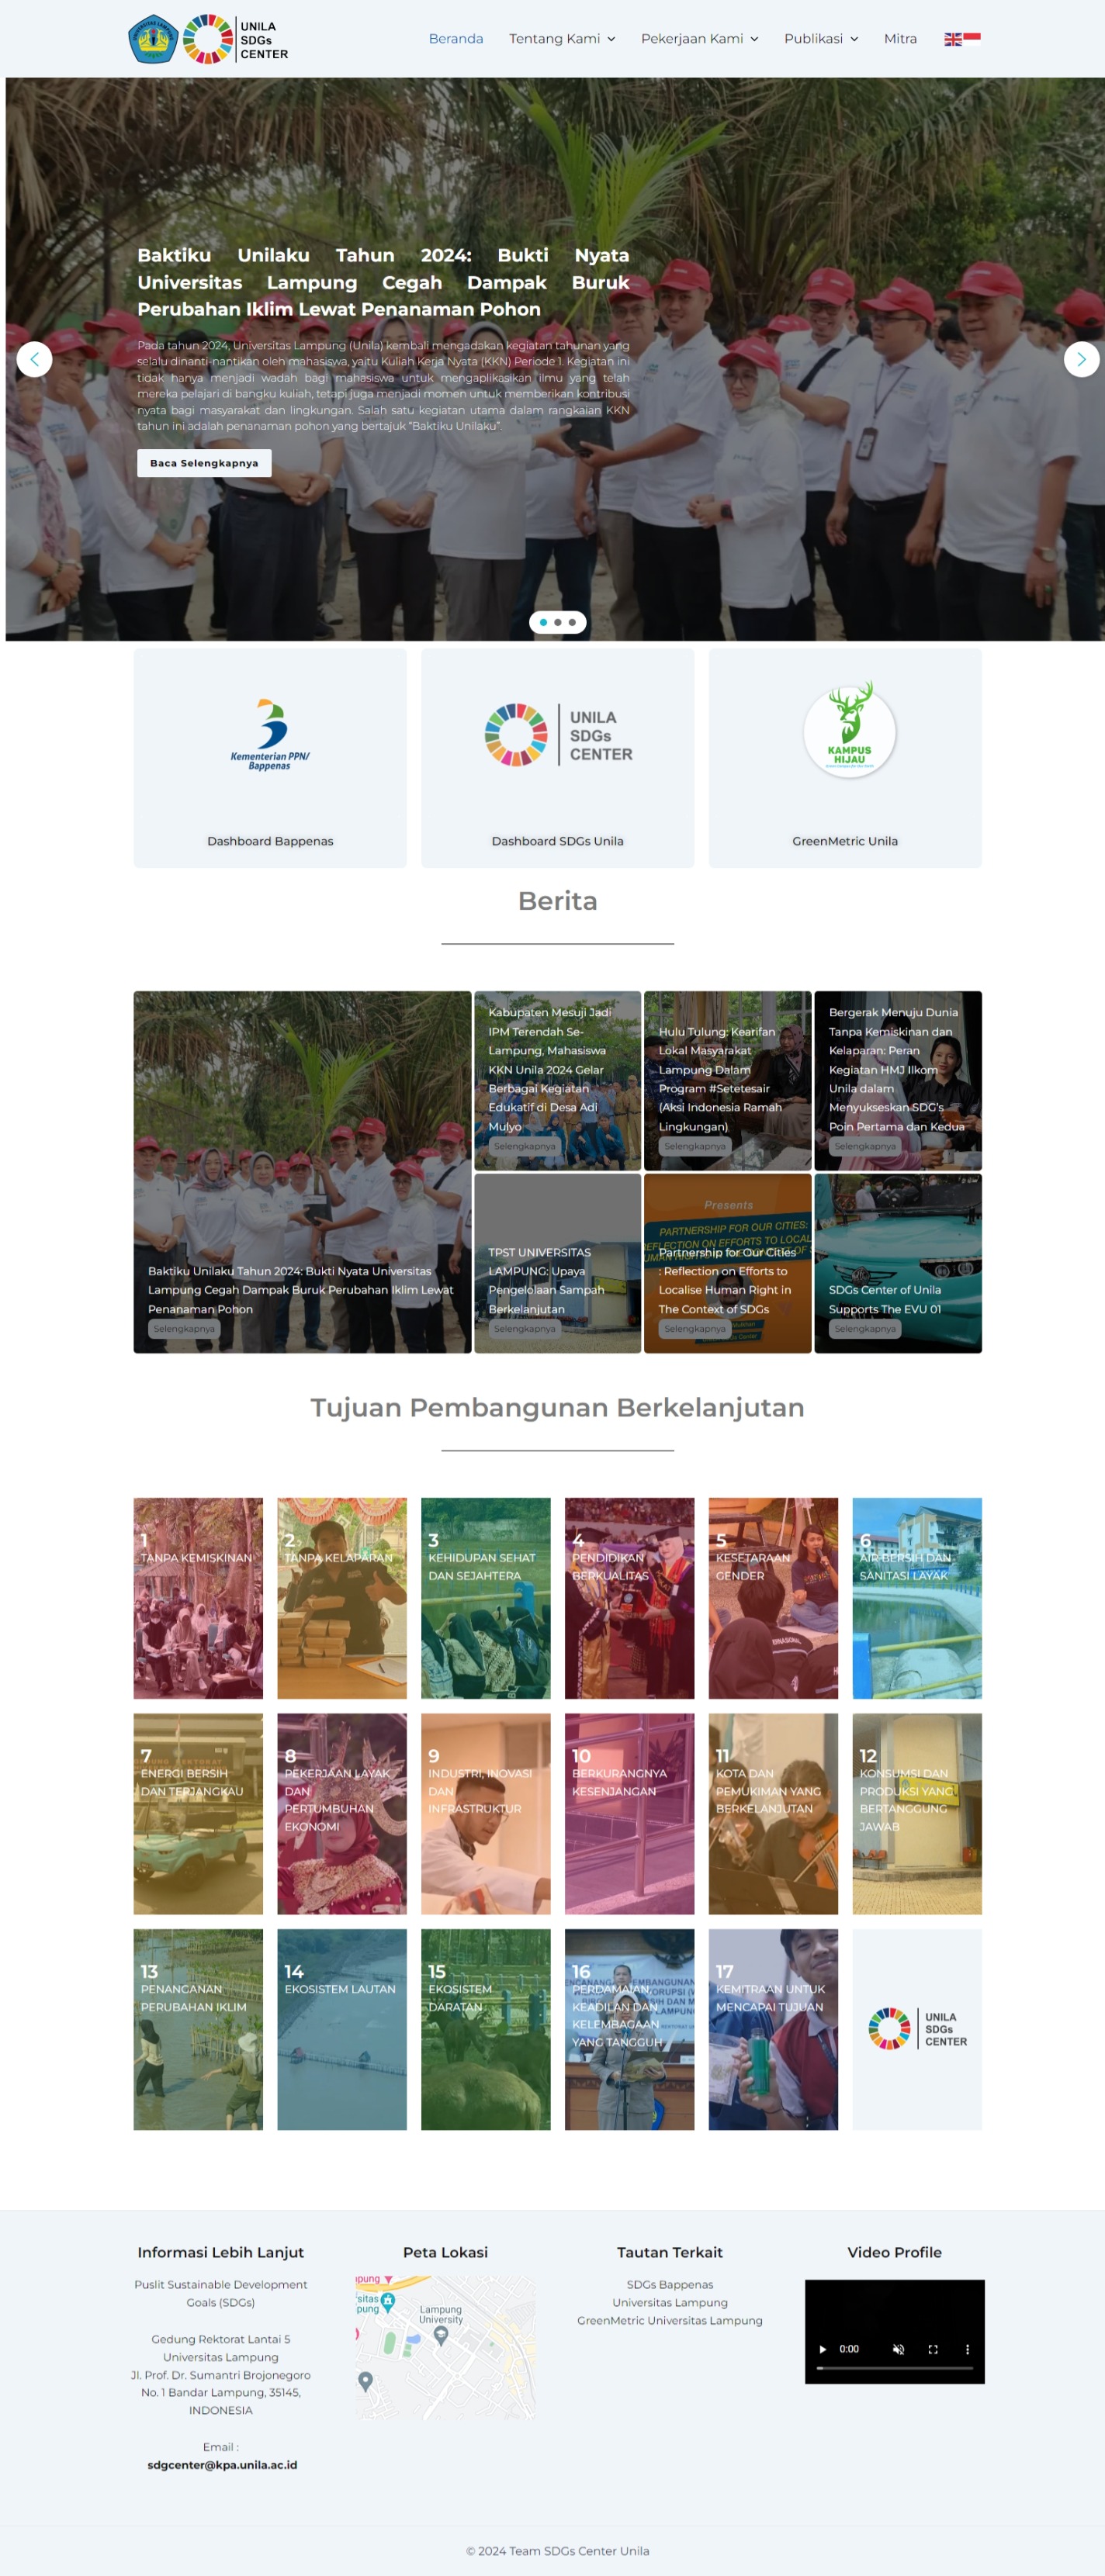 UNILA
SDGs
CENTER
Beranda
Tentang Kami
Pekerjaan Kami
Publikasi
Mitra
Baktiku Unilaku Tahun 2024: Bukti Nyata
Universitas Lampung Cegah Dampak Buruk
Perubahan Iklim Lewat Penanaman Pohon
Pada tahun 2024, Universitas Lampung (Unila) kembali mengadakan kegiatan tahunan yang
selalu dinanti-nantikan oleh mahasiswa, yaitu Kuliah Kerja Nyata (KKN) Periode 1. Kegiatan ini
tidak hanya menjadi wadah bagi mahasiswa untuk mengaplikasikan ilmu yang telah
mereka pelajari di bangku kuliah, tetapi juga menjadi momen untuk memberikan kontribusi
nyata bagi masyarakat dan lingkungan. Salah satu kegiatan utama dalam rangkaian KKN
tahun ini adalah penanaman pohon yang bertajuk "Baktiku Unilaku".
Baca Selengkapnya
Kementerian PPN/
Bappenas
Dashboard Bappenas
UNILA
SDGs
CENTER
Dashboard SDGs Unila
KAMPUS
HIJAU
GreenMetric Unila
Berita
Baktiku Unilaku Tahun 2024: Bukti Nyata Universitas
Lampung Cegah Dampak Buruk Perubahan Iklim Lewat
Penanaman Pohon
Selengkapnya
Kabupaten Mesuji Jadi
IPM Terendah Se-
Lampung, Mahasiswa
KKN Unila 2024 Gelar
Berbagai Kegiatan
Edukatif di Desa Adi
Mulyo
Selengkapnya
Hulu Tulung: Kearifan
Lokal Masyarakat
Lampung Dalam
Program #Setetesair
(Aksi Indonesia Ramah
Lingkungan)
Selengkapnya
Bergerak Menuju Dunia
Tanpa Kemiskinan dan
Kelaparan: Peran
Kegiatan HMJ Ilkom
Unila dalam
Menyukseskan SDG's
Poin Pertama dan Kedua
Selengkapnya
TPST UNIVERSITAS
LAMPUNG: Upaya
Pengelolaan Sampah
Berkelanjutan
Selengkapnya
Presents
PARTNERSHIP FOR OUR CITIES:
REFLECTION ON EFFORTS TO LOCAL
Partnership for Our Cities
: Reflection on Efforts to
Localise Human Right in
The Context of SDGs
Selengkapnya
SDGs Center of Unila
Supports The EVU 01
Selengkapnya
Tujuan Pembangunan Berkelanjutan
1
TANPA KEMISKINAN
2
TANPA KELAPARAN
3
KEHIDUPAN SEHAT
DAN SEJAHTERA
4
PENDIDIKAN
BERKUALITAS
5
KESETARAAN
GENDER
6
AIR BERSIH DAN
SANITASI LAYAK
7
ENERGI BERSIH
DAN TERJANGKAU
8
PEKERJAAN LAYAK
DAN
PERTUMBUHAN
EKONOMI
9
INDUSTRI, INOVASI
DAN
INFRASTRUKTUR
10
BERKURANGNYA
KESENJANGAN
11
KOTA DAN
PEMUKIMAN YANG
BERKELANJUTAN
12
KONSUMSI DAN
PRODUKSI YANG
BERTANGGUNG
JAWAB
13
PENANGANAN
PERUBAHAN IKLIM
14
EKOSISTEM LAUTAN
15
EKOSISTEM
DARATAN
16
PERDAMAIAN,
KEADILAN DAN
KELEMBAGAAN
YANG TANGGUH
17
KEMITRAAN UNTUK
MENCAPAI TUJUAN
UNILA
SDGs
CENTER
Informasi Lebih Lanjut
Puslit Sustainable Development
Goals (SDGs)
Gedung Rektorat Lantai 5
Universitas Lampung
Jl. Prof. Dr. Sumantri Brojonegoro
No. 1 Bandar Lampung, 35145,
INDONESIA
Email :
sdgcenter@kpa.unila.ac.id
Peta Lokasi
Lampung
University
Tautan Terkait
SDGs Bappenas
Universitas Lampung
GreenMetric Universitas Lampung
Video Profile
0:00
© 2024 Team SDGs Center Unila